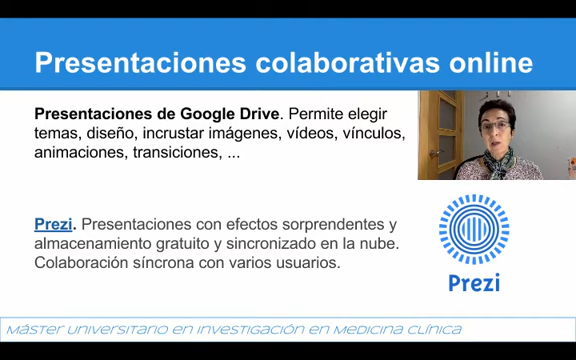 Presentaciones colaborativas online
Presentaciones de Google Drive. Permite elegir
temas, diseño, incrustar imágenes, vídeos, vínculos,
animaciones, transiciones, ...
Prezi. Presentaciones con efectos sorprendentes y
almacenamiento gratuito y sincronizado en la nube.
Colaboración síncrona con varios usuarios.
Prezi
Máster universitario en investigación en medicina clínica